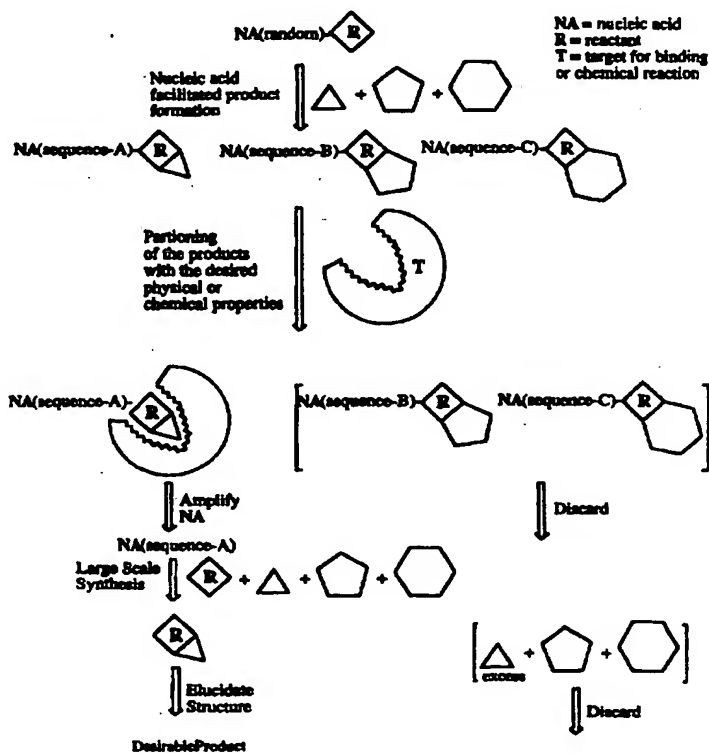 NA(random)-R
NA = nucleic acid
R = reactant
T = target for binding
or chemical reaction
Nucleic acid
facilitated product
formation
+ +
NA(sequence-A)-R
NA(sequence-B)-R
NA(sequence-C)-R
Partioning
of the products
with the desired
physical or
chemical properties
T
NA(sequence-A)-R
NA(sequence-B)-R
NA(sequence-C)-R
Amplify
NA
Discard
NA(sequence-A)
Large Scale
Synthesis
R + + +
R
+ +
excess
Elucidate
Structure
Discard
DesirableProduct